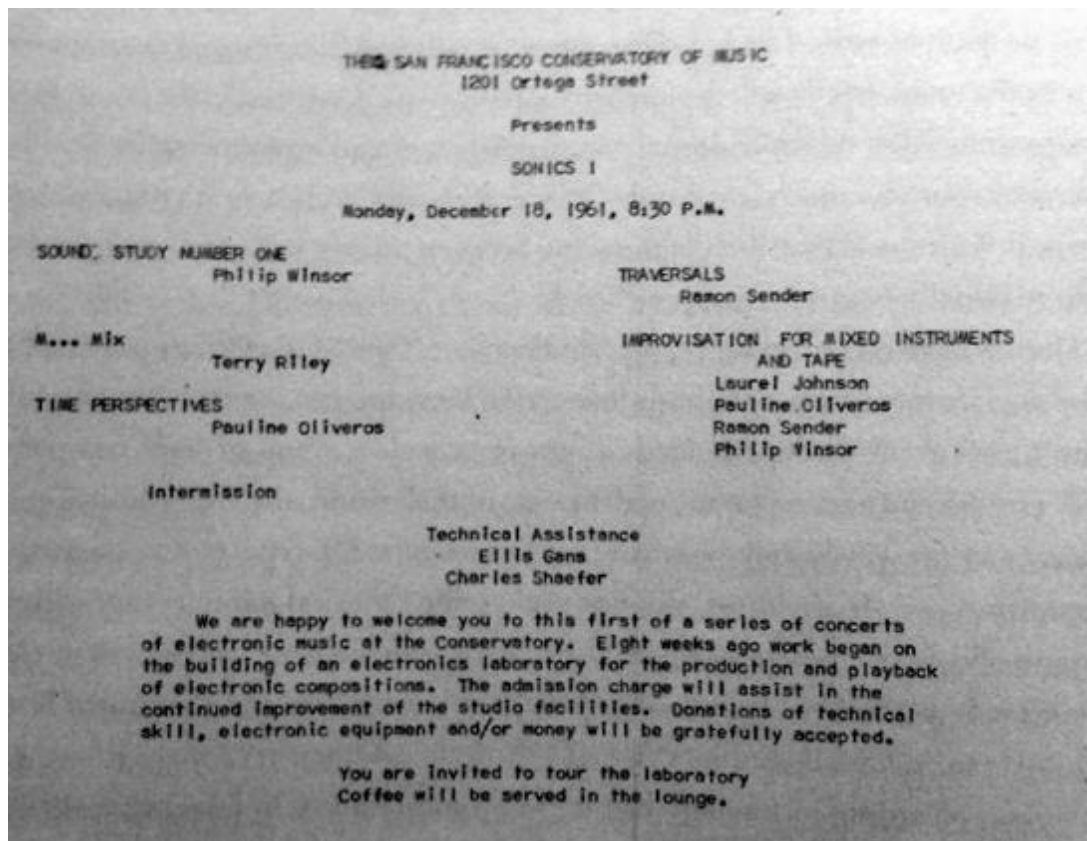 THE SAN FRANCISCO CONSERVATORY OF MUSIC
1201 Ortega Street
Presents
SONICS I
Monday, December 18, 1961, 8:30 P.M.
SOUND. STUDY NUMBER ONE
Philip Winsor
M... Mix
Terry Riley
TIME PERSPECTIVES
Pauline Oliveros
Intermission
TRAVERSALS
Ramon Sender
IMPROVISATION FOR MIXED INSTRUMENTS
AND TAPE
Laurel Johnson
Pauline Oliveros
Ramon Sender
Philip Winsor
Technical Assistance
Ellis Gans
Charles Shaefer
We are happy to welcome you to this first of a series of concerts
of electronic music at the Conservatory. Eight weeks ago work began on
the building of an electronics laboratory for the production and playback
of electronic compositions. The admission charge will assist in the
continued improvement of the studio facilities. Donations of technical
skill, electronic equipment and/or money will be gratefully accepted.
You are invited to tour the laboratory
Coffee will be served in the lounge.